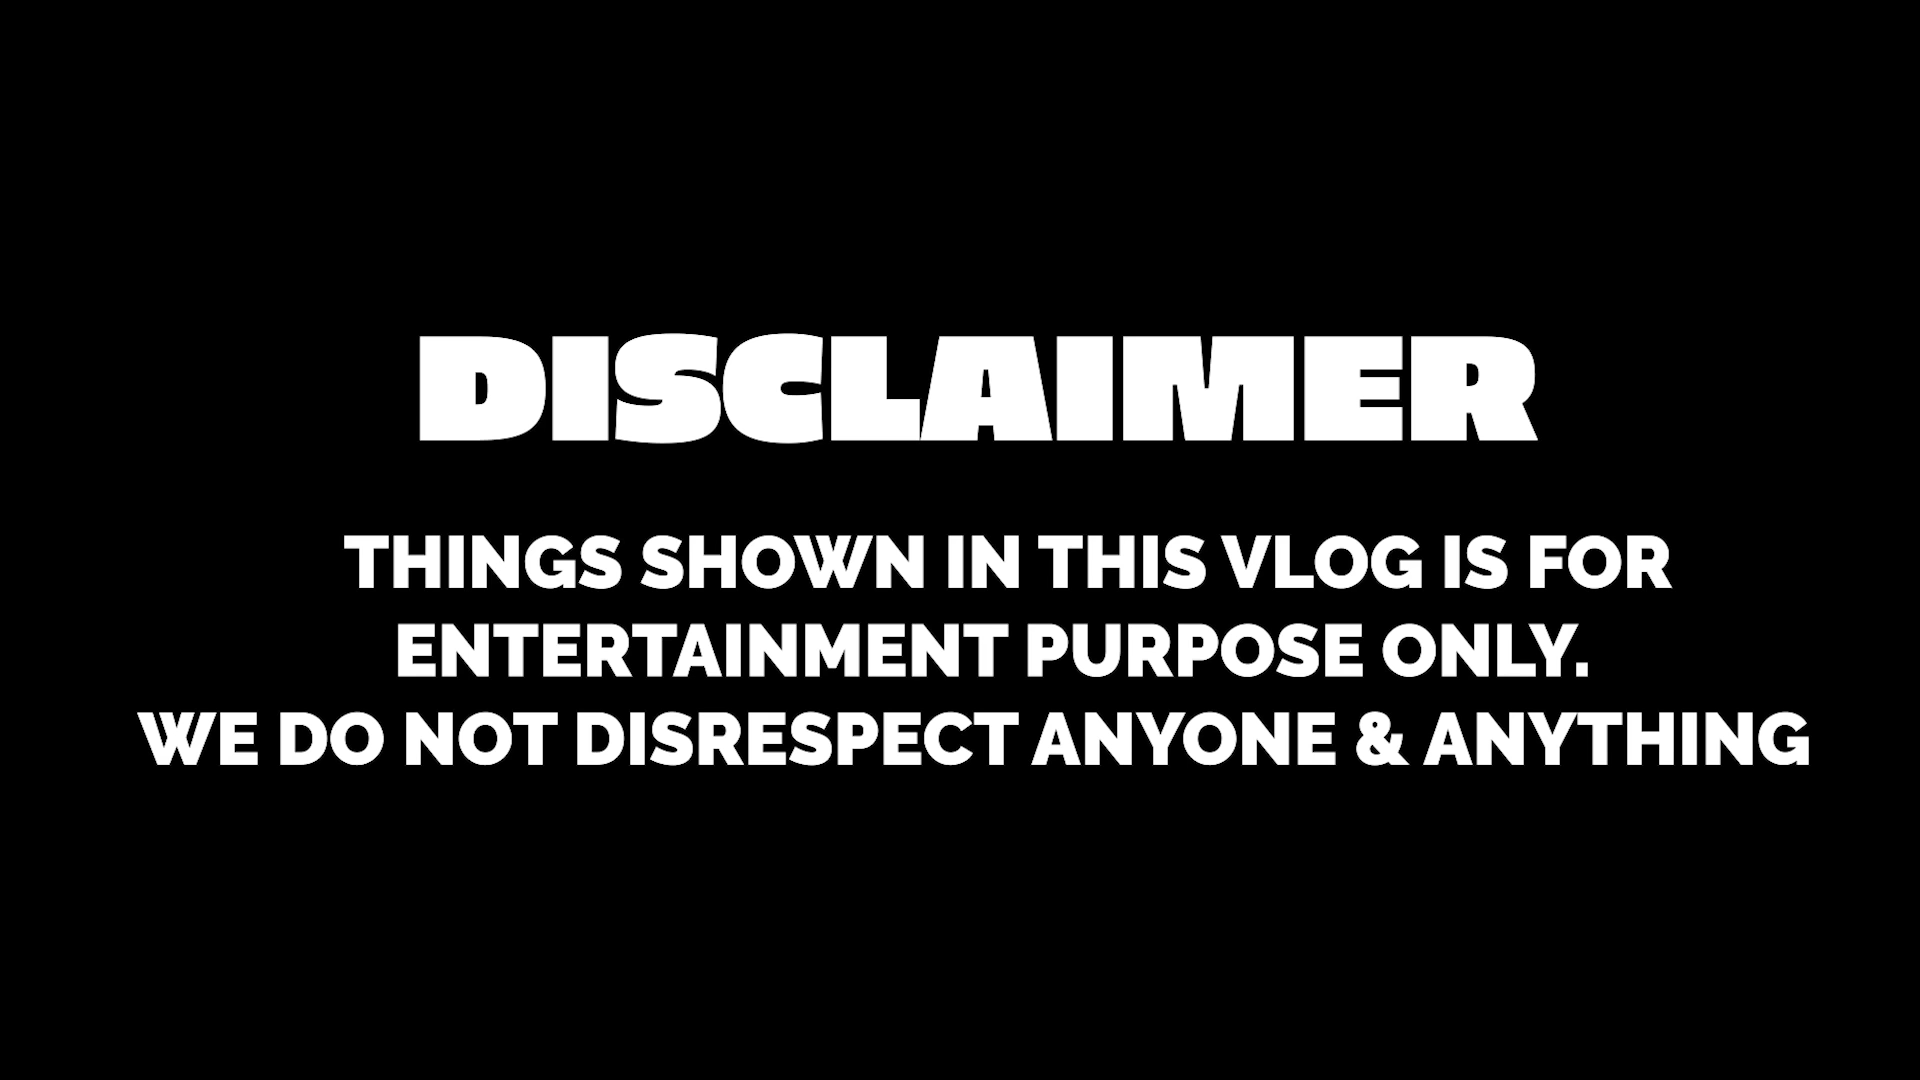 DISCLAIMER
THINGS SHOWN IN THIS VLOG IS FOR
ENTERTAINMENT PURPOSE ONLY.
WE DO NOT DISRESPECT ANYONE & ANYTHING